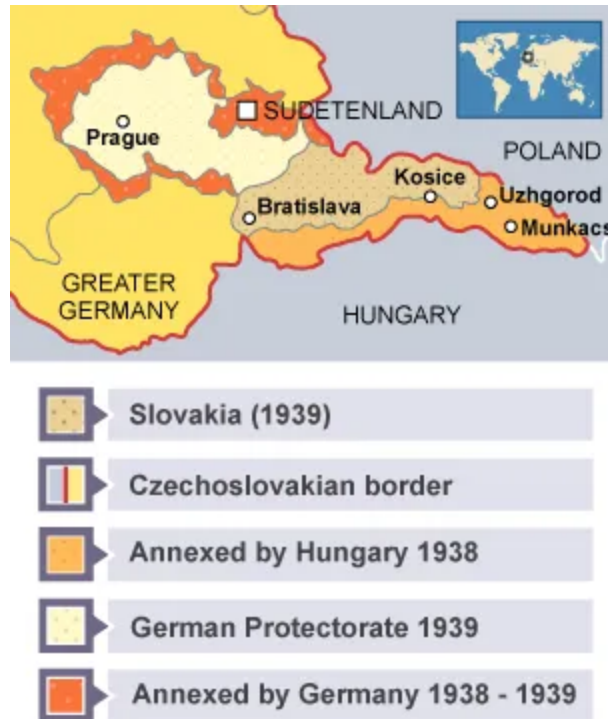 SUDETENLAND
Prague
POLAND
Kosice
Uzhgorod
Bratislava
Munkacs
GREATER
GERMANY
HUNGARY
Slovakia (1939)
Czechoslovakian border
Annexed by Hungary 1938
German Protectorate 1939
Annexed by Germany 1938 - 1939